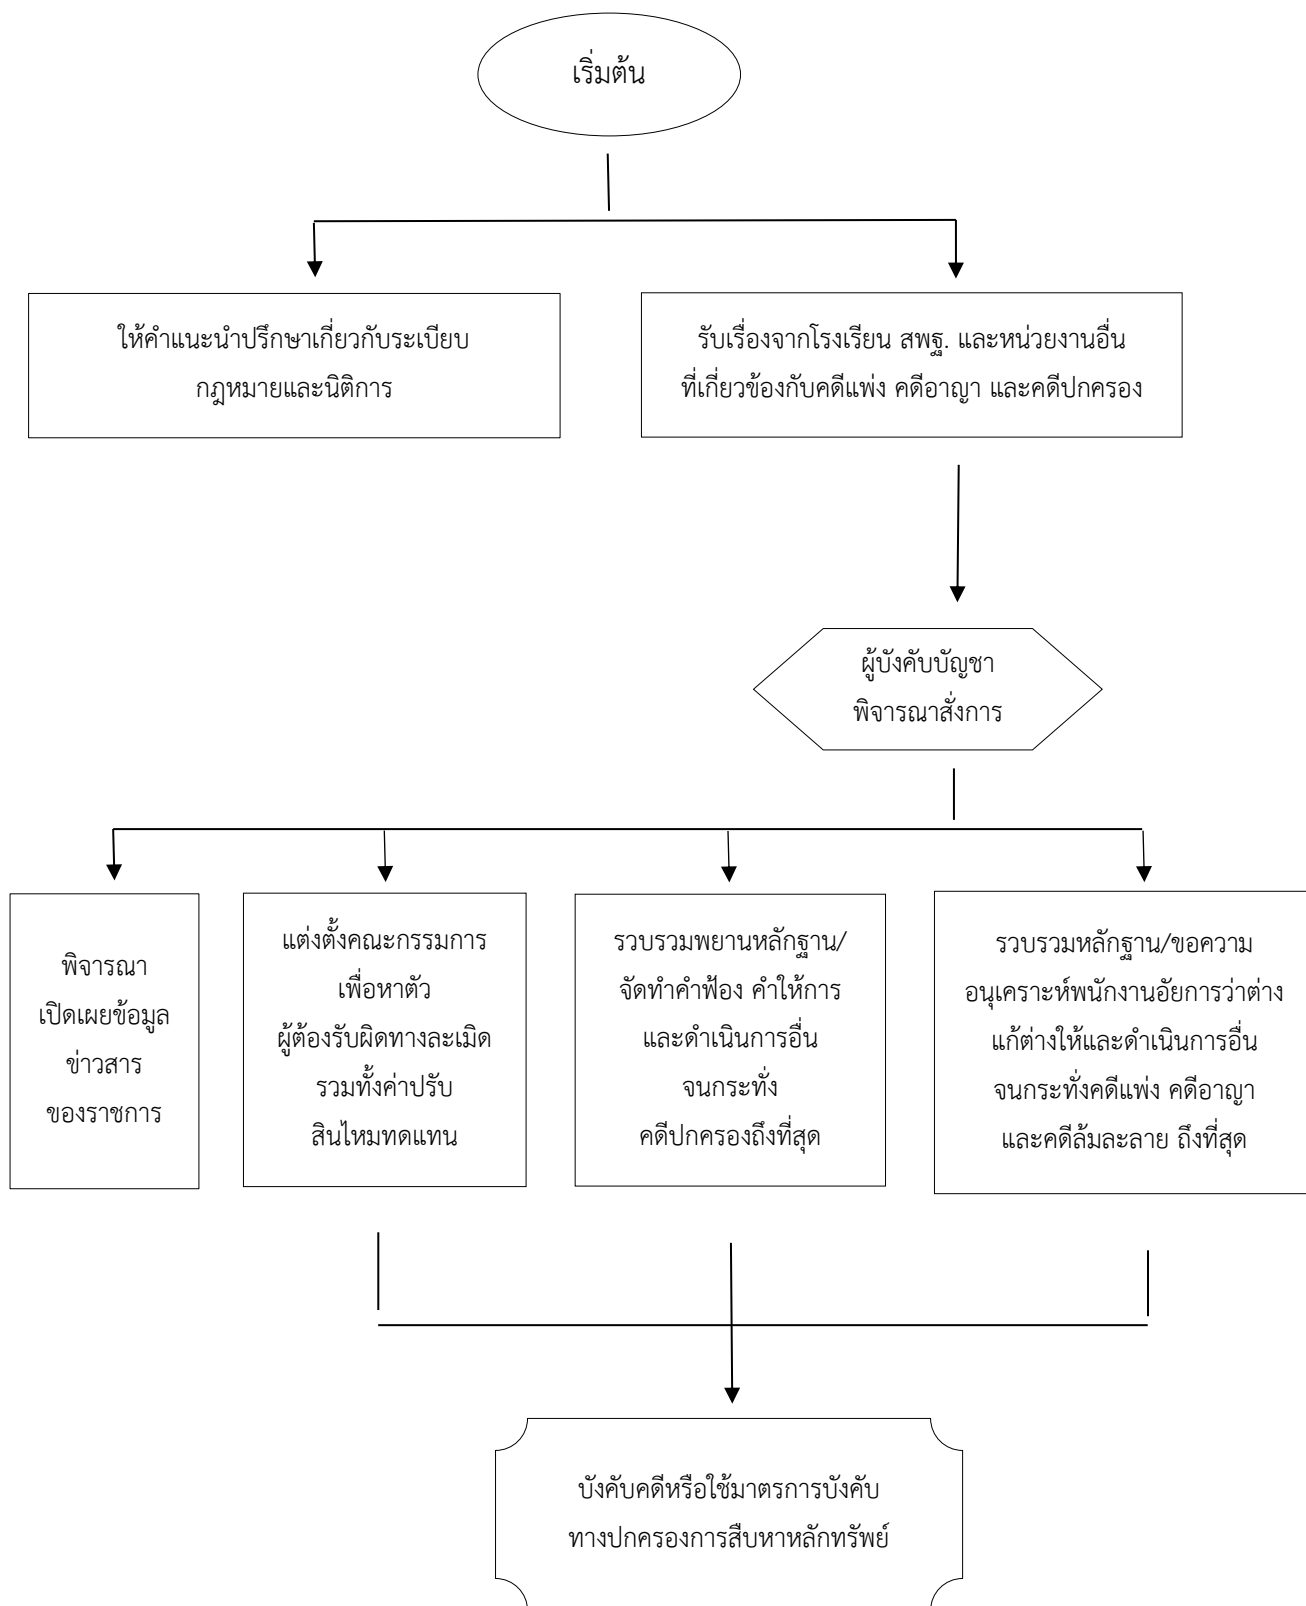 เริ่มต้น
ให้คำแนะนำปรึกษาเกี่ยวกับระเบียบ
กฎหมายและนิติการ
รับเรื่องจากโรงเรียน สพฐ. และหน่วยงานอื่น
ที่เกี่ยวข้องกับคดีแพ่ง คดีอาญา และคดีปกครอง
ผู้บังคับบัญชา
พิจารณาสั่งการ
พิจารณา
เปิดเผยข้อมูล
ข่าวสาร
ของราชการ
แต่งตั้งคณะกรรมการ
เพื่อหาตัว
ผู้ต้องรับผิดทางละเมิด
รวมทั้งค่าปรับ
สินไหมทดแทน
รวบรวมพยานหลักฐาน/
จัดทำคำฟ้อง คำให้การ
และดำเนินการอื่น
จนกระทั่ง
คดีปกครองถึงที่สุด
รวบรวมหลักฐาน/ขอความ
อนุเคราะห์พนักงานอัยการว่าต่าง
แก้ต่างให้และดำเนินการอื่น
จนกระทั่งคดีแพ่ง คดีอาญา
และคดีล้มละลาย ถึงที่สุด
บังคับคดีหรือใช้มาตรการบังคับ
ทางปกครองการสืบหาหลักทรัพย์